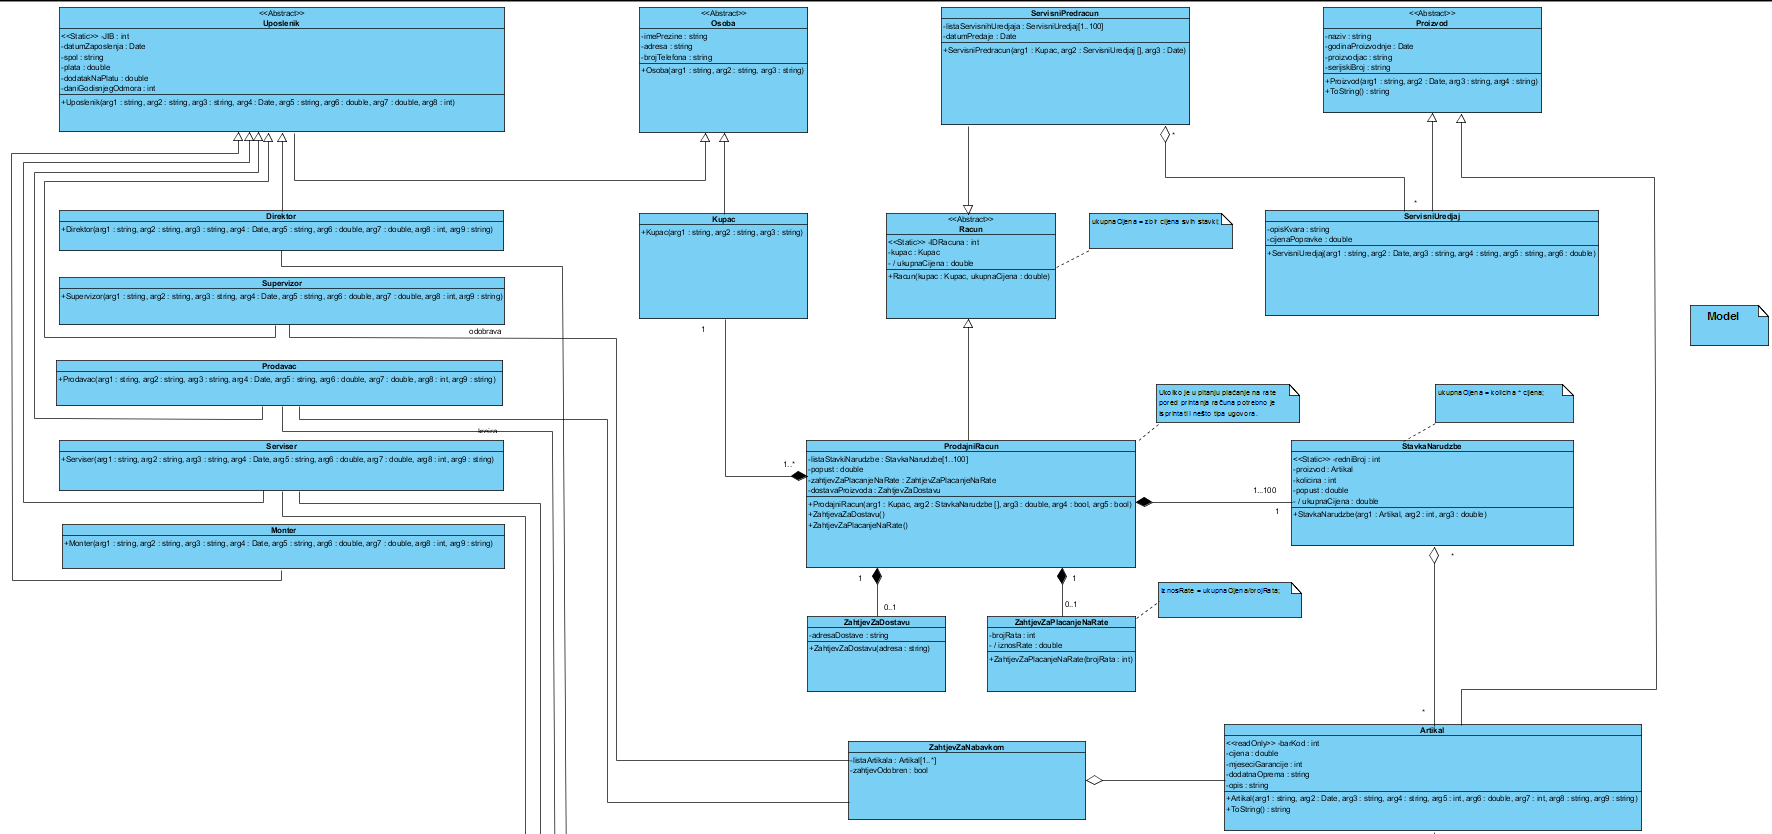 <<Abstract>>
Uposlenik
<<Static>> -JIB : int
-datumZaposlenja : Date
-spol : string
-plata : double
-dodatakNaPlatu : double
-daniGodisnjegOdmora : int
+Uposlenik(arg1 : string, arg2 : string, arg3 : string, arg4 : Date, arg5 : string, arg6 : double, arg7 : double, arg8 : int)
<<Abstract>>
Osoba
-imePrezine : string
-adresa : string
-brojTelefona : string
+Osoba(arg1 : string, arg2 : string, arg3 : string)
ServisniPredracun
-listaServisnihUredjaja : ServisniUredjaj[1..100]
-datumPredaje : Date
+ServisniPredracun(arg1 : Kupac, arg2 : ServisniUredjaj [], arg3 : Date)
<<Abstract>>
Proizvod
-naziv : string
-godinaProizvodnje : Date
-proizvodjac : string
-serijskiBroj : string
+Proizvod(arg1 : string, arg2 : Date, arg3 : string, arg4 : string)
+ToString() : string
*
*
Direktor
+Direktor(arg1 : string, arg2 : string, arg3 : string, arg4 : Date, arg5 : string, arg6 : double, arg7 : double, arg8 : int, arg9 : string)
Kupac
+Kupac(arg1 : string, arg2 : string, arg3 : string)
<<Abstract>>
Racun
<<Static>> -IDRacuna : int
-kupac : Kupac
- / ukupnaCijena : double
+Racun(kupac : Kupac, ukupnaCijena : double)
ukupnaCijena = zbir cijena svih stavki;
ServisniUredjaj
-opisKvara : string
-cijenaPopravke : double
+ServisniUredjaj(arg1 : string, arg2 : Date, arg3 : string, arg4 : string, arg5 : string, arg6 : double)
Supervizor
+Supervizor(arg1 : string, arg2 : string, arg3 : string, arg4 : Date, arg5 : string, arg6 : double, arg7 : double, arg8 : int, arg9 : string)
odobrava
1
Model
Prodavac
+Prodavac(arg1 : string, arg2 : string, arg3 : string, arg4 : Date, arg5 : string, arg6 : double, arg7 : double, arg8 : int, arg9 : string)
Ukoliko je u pitanju plaćanje na rate
pored printanja računa potrebno je
isprintati i nešto tipa ugovora.
ukupnaCijena = kolicina * cijena;
Serviser
+Serviser(arg1 : string, arg2 : string, arg3 : string, arg4 : Date, arg5 : string, arg6 : double, arg7 : double, arg8 : int, arg9 : string)
1..*
ProdajniRacun
-listaStavkiNarudzbe : StavkaNarudzbe[1..100]
-popust : double
-zahtjevZaPlacanjeNaRate : ZahtjevZaPlacanjeNaRate
-dostavaProizvoda : ZahtjevZaDostavu
+ProdajniRacun(arg1 : Kupac, arg2 : StavkaNarudzbe [], arg3 : double, arg4 : bool, arg5 : bool)
+ZahtjevaZaDostavu()
+ZahtjevZaPlacanjeNaRate()
1...100
1
StavkaNarudzbe
<<Static>> -redniBroj : int
-proizvod : Artikal
-kolicina : int
-popust : double
- / ukupnaCijena : double
+StavkaNarudzbe(arg1 : Artikal, arg2 : int, arg3 : double)
Monter
+Monter(arg1 : string, arg2 : string, arg3 : string, arg4 : Date, arg5 : string, arg6 : double, arg7 : double, arg8 : int, arg9 : string)
1
0..1
1
0..1
*
iznosRate = ukupnaCijena/brojRata;
ZahtjevZaDostavu
-adresaDostave : string
+ZahtjevZaDostavu(adresa : string)
ZahtjevZaPlacanjeNaRate
-brojRata : int
- / iznosRate : double
+ZahtjevZaPlacanjeNaRate(brojRata : int)
*
ZahtjevZaNabavkom
-listaArtikala : Artikal[1..*]
-zahtjevOdobren : bool
Artikal
<<readOnly>> -barKod : int
-cijena : double
-mjeseciGarancije : int
-dodatnaOprema : string
-opis : string
+Artikal(arg1 : string, arg2 : Date, arg3 : string, arg4 : string, arg5 : int, arg6 : double, arg7 : int, arg8 : string, arg9 : string)
+ToString() : string